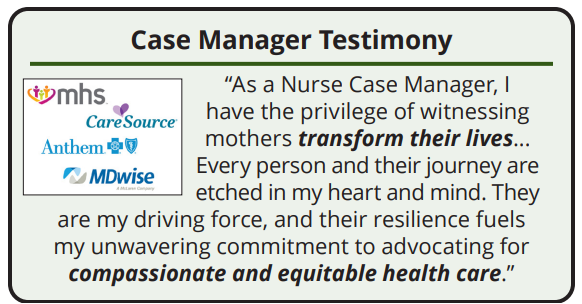 Case Manager Testimony
mhs
CareSource
Anthem
MDwise
A McLaren Company
“As a Nurse Case Manager, I
have the privilege of witnessing
mothers transform their lives...
Every person and their journey are
etched in my heart and mind. They
are my driving force, and their resilience fuels
my unwavering commitment to advocating for
compassionate and equitable health care.”